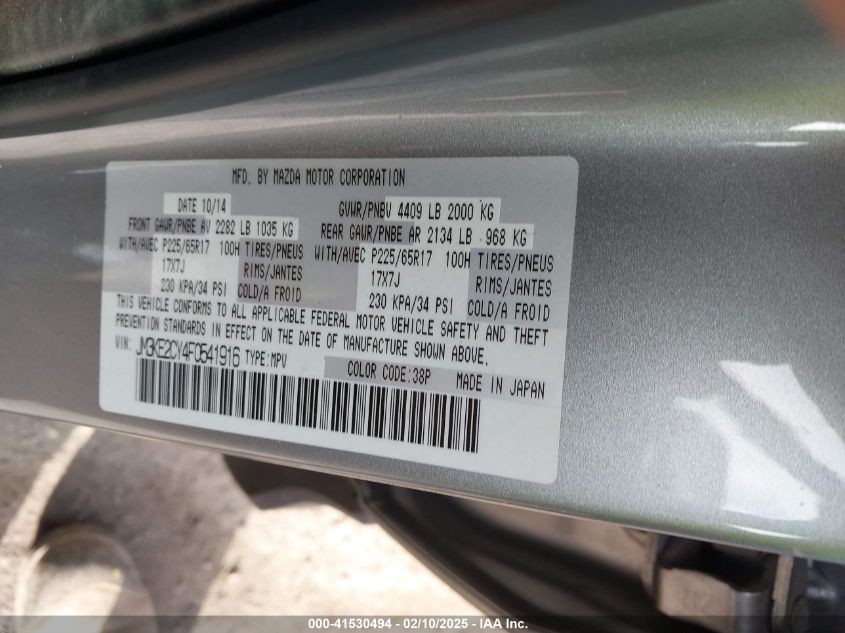 MFD. BY MAZDA MOTOR CORPORATION
DATE 10/14 GVWR/PNBV 4409 LB 2000 KG
FRONT GAWR/PNBE AV 2282 LB 1035 KG REAR GAWR/PNBE AR 2134 LB 968 KG
WITH/AVEC P225/65R17 100H TIRES/PNEUS WITH/AVEC P225/65R17 100H TIRES/PNEUS
17X7J RIMS/JANTES 17X7J RIMS/JANTES
230 KPA/34 PSI COLD/A FROID 230 KPA/34 PSI COLD/A FROID
THIS VEHICLE CONFORMS TO ALL APPLICABLE FEDERAL MOTOR VEHICLE SAFETY AND THEFT
PREVENTION STANDARDS IN EFFECT ON THE DATE OF MANUFACTURE SHOWN ABOVE.
VIN: JM3KE2CY4F0541916 TYPE:MPV
COLOR CODE:38P MADE IN JAPAN
000-41530494 - 02/10/2025 - IAA Inc.